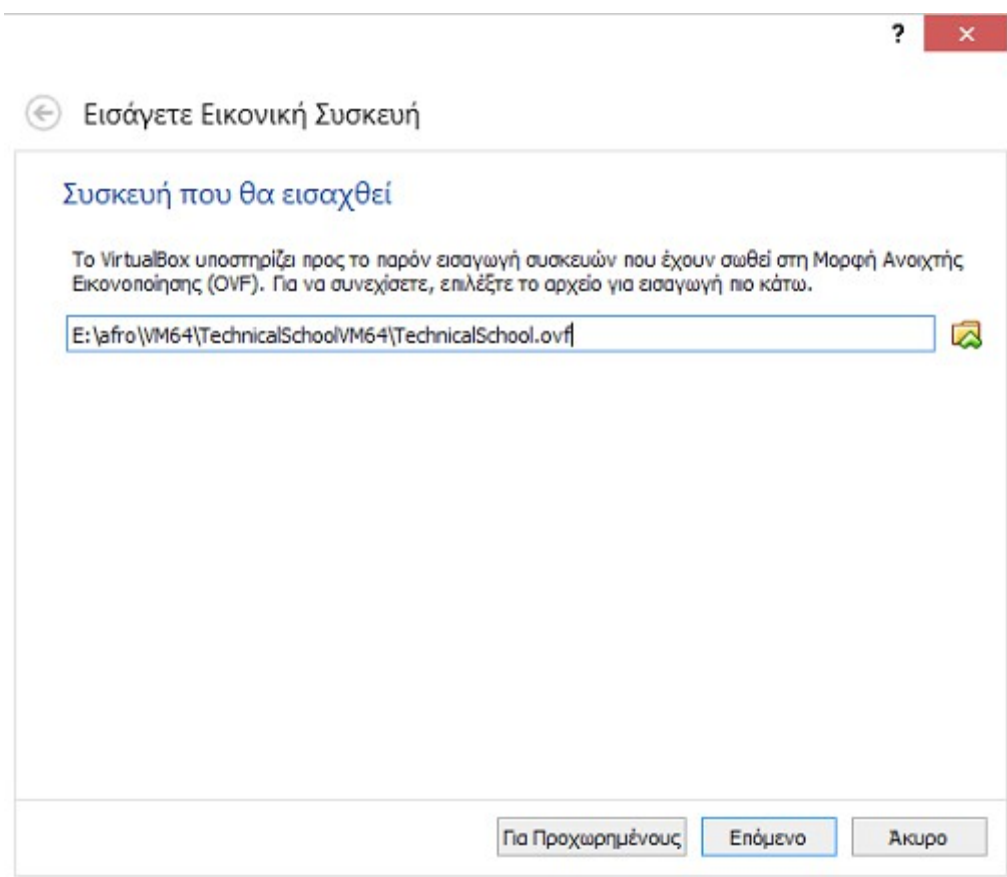 ?
Εισάγετε Εικονική Συσκευή
Συσκευή που θα εισαχθεί
Το VirtualBox υποστηρίζει προς το παρόν εισαγωγή συσκευών που έχουν σωθεί στη Μορφή Ανοιχτής
Εικονοποίησης (OVF). Για να συνεχίσετε, επιλέξτε το αρχείο για εισαγωγή πιο κάτω.
E:\afro\VM64\TechnicalSchoolVM64\TechnicalSchool.ovf
Για Προχωρημένους Επόμενο Άκυρο